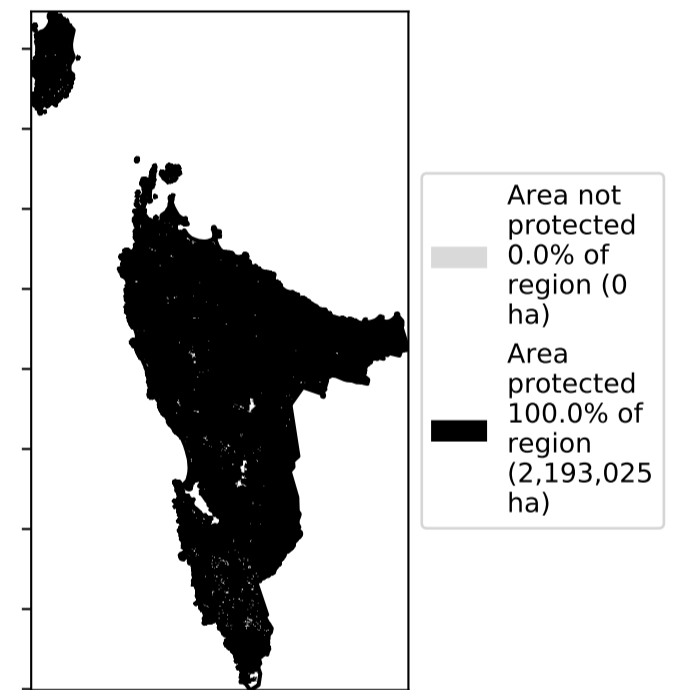 Area not
protected
0.0% of
region (0
ha)
Area
protected
100.0% of
region
(2,193,025
ha)